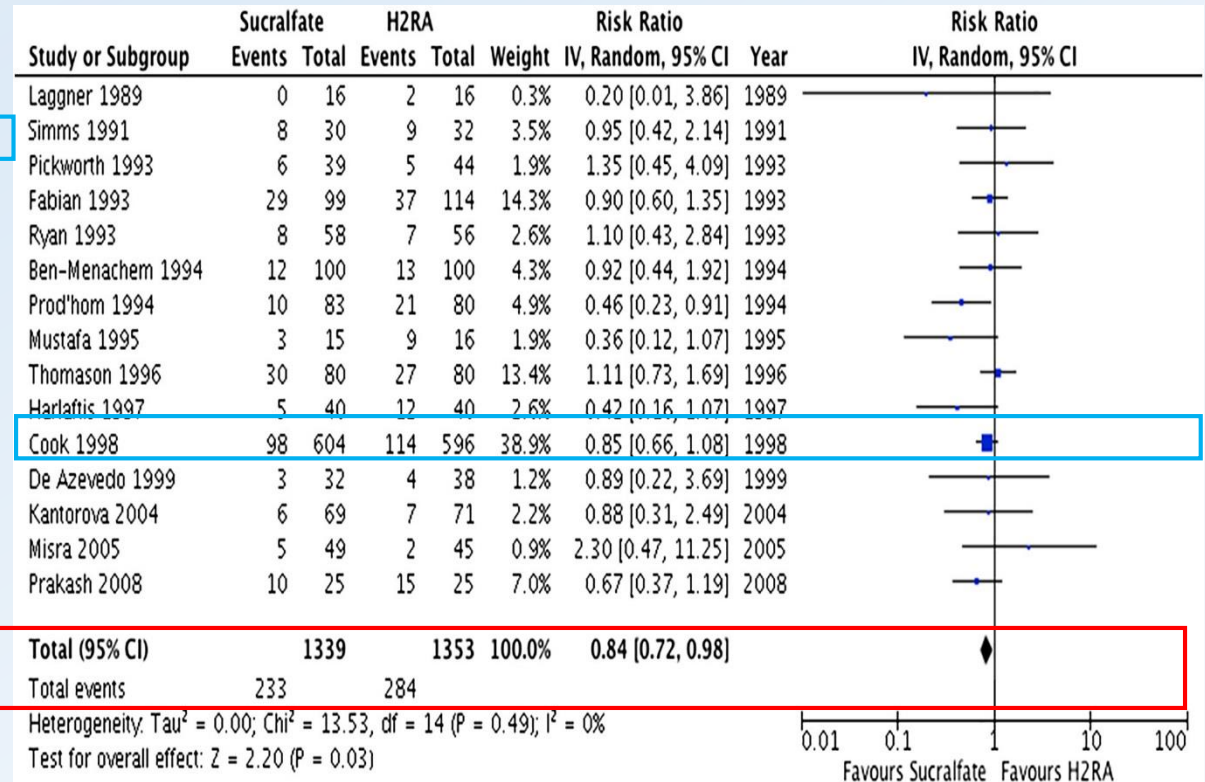 Sucralfate H2RA Risk Ratio Risk Ratio
Study or Subgroup Events Total Events Total Weight IV, Random, 95% CI Year IV, Random, 95% CI
Laggner 1989 0 16 2 16 0.3% 0.20 [0.01, 3.86] 1989
Simms 1991 8 30 9 32 3.5% 0.95 [0.42, 2.14] 1991
Pickworth 1993 6 39 5 44 1.9% 1.35 [0.45, 4.09] 1993
Fabian 1993 29 99 37 114 14.3% 0.90 [0.60, 1.35] 1993
Ryan 1993 8 58 7 56 2.6% 1.10 [0.43, 2.84] 1993
Ben-Menachem 1994 12 100 13 100 4.3% 0.92 [0.44, 1.92] 1994
Prod'hom 1994 10 83 21 80 4.9% 0.46 [0.23, 0.91] 1994
Mustafa 1995 3 15 9 16 1.9% 0.36 [0.12, 1.07] 1995
Thomason 1996 30 80 27 80 13.4% 1.11 [0.73, 1.69] 1996
Harlaftis 1997 5 40 12 40 2.6% 0.42 [0.16, 1.07] 1997
Cook 1998 98 604 114 596 38.9% 0.85 [0.66, 1.08] 1998
De Azevedo 1999 3 32 4 38 1.2% 0.89 [0.22, 3.69] 1999
Kantorova 2004 6 69 7 71 2.2% 0.88 [0.31, 2.49] 2004
Misra 2005 5 49 2 45 0.9% 2.30 [0.47, 11.25] 2005
Prakash 2008 10 25 15 25 7.0% 0.67 [0.37, 1.19] 2008
Total (95% CI) 1339 1353 100.0% 0.84 [0.72, 0.98]
Total events 233 284
Heterogeneity: Tau² = 0.00; Chi² = 13.53, df = 14 (P = 0.49); I² = 0%
Test for overall effect: Z = 2.20 (P = 0.03)
0.01 0.1 1 10 100
Favours Sucralfate Favours H2RA